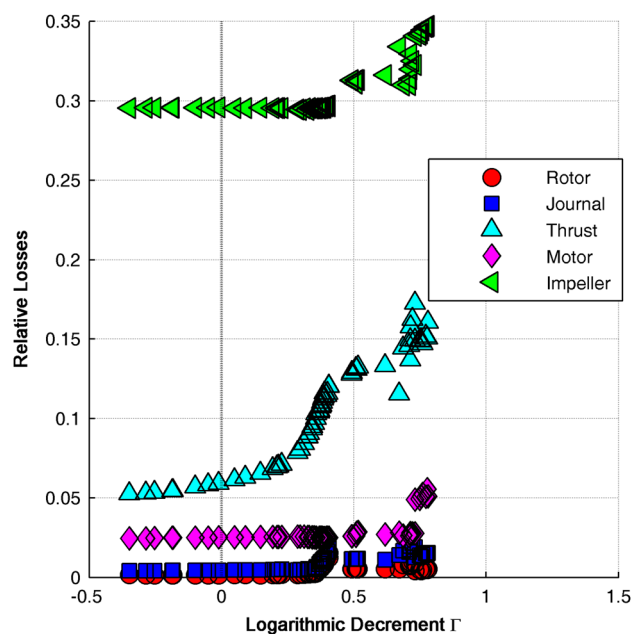 0.35
0.3
0.25
0.2
0.15
0.1
0.05
0
Relative Losses
Rotor
Journal
Thrust
Motor
Impeller
-0.5 0 0.5 1 1.5
Logarithmic Decrement Γ